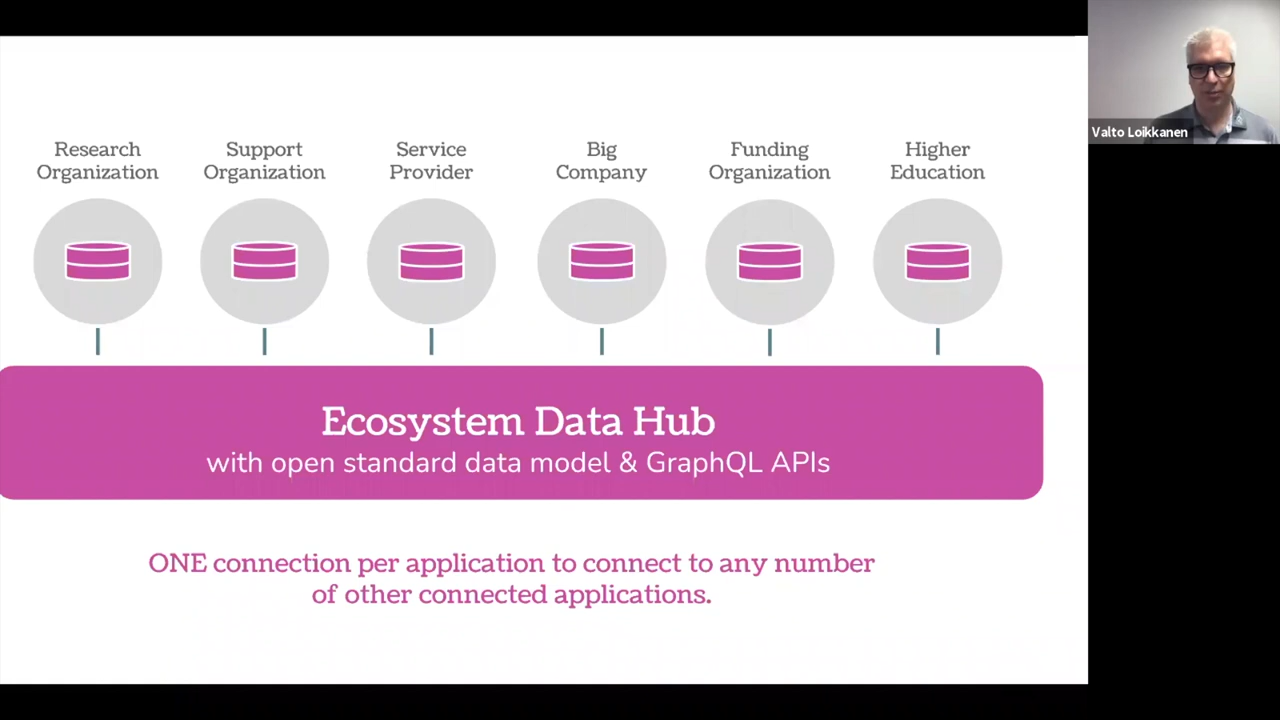 Research
Organization
Support
Organization
Service
Provider
Big
Company
Funding
Organization
Higher
Education
Ecosystem Data Hub
with open standard data model & GraphQL APIs
ONE connection per application to connect to any number
of other connected applications.
Valto Loikkanen